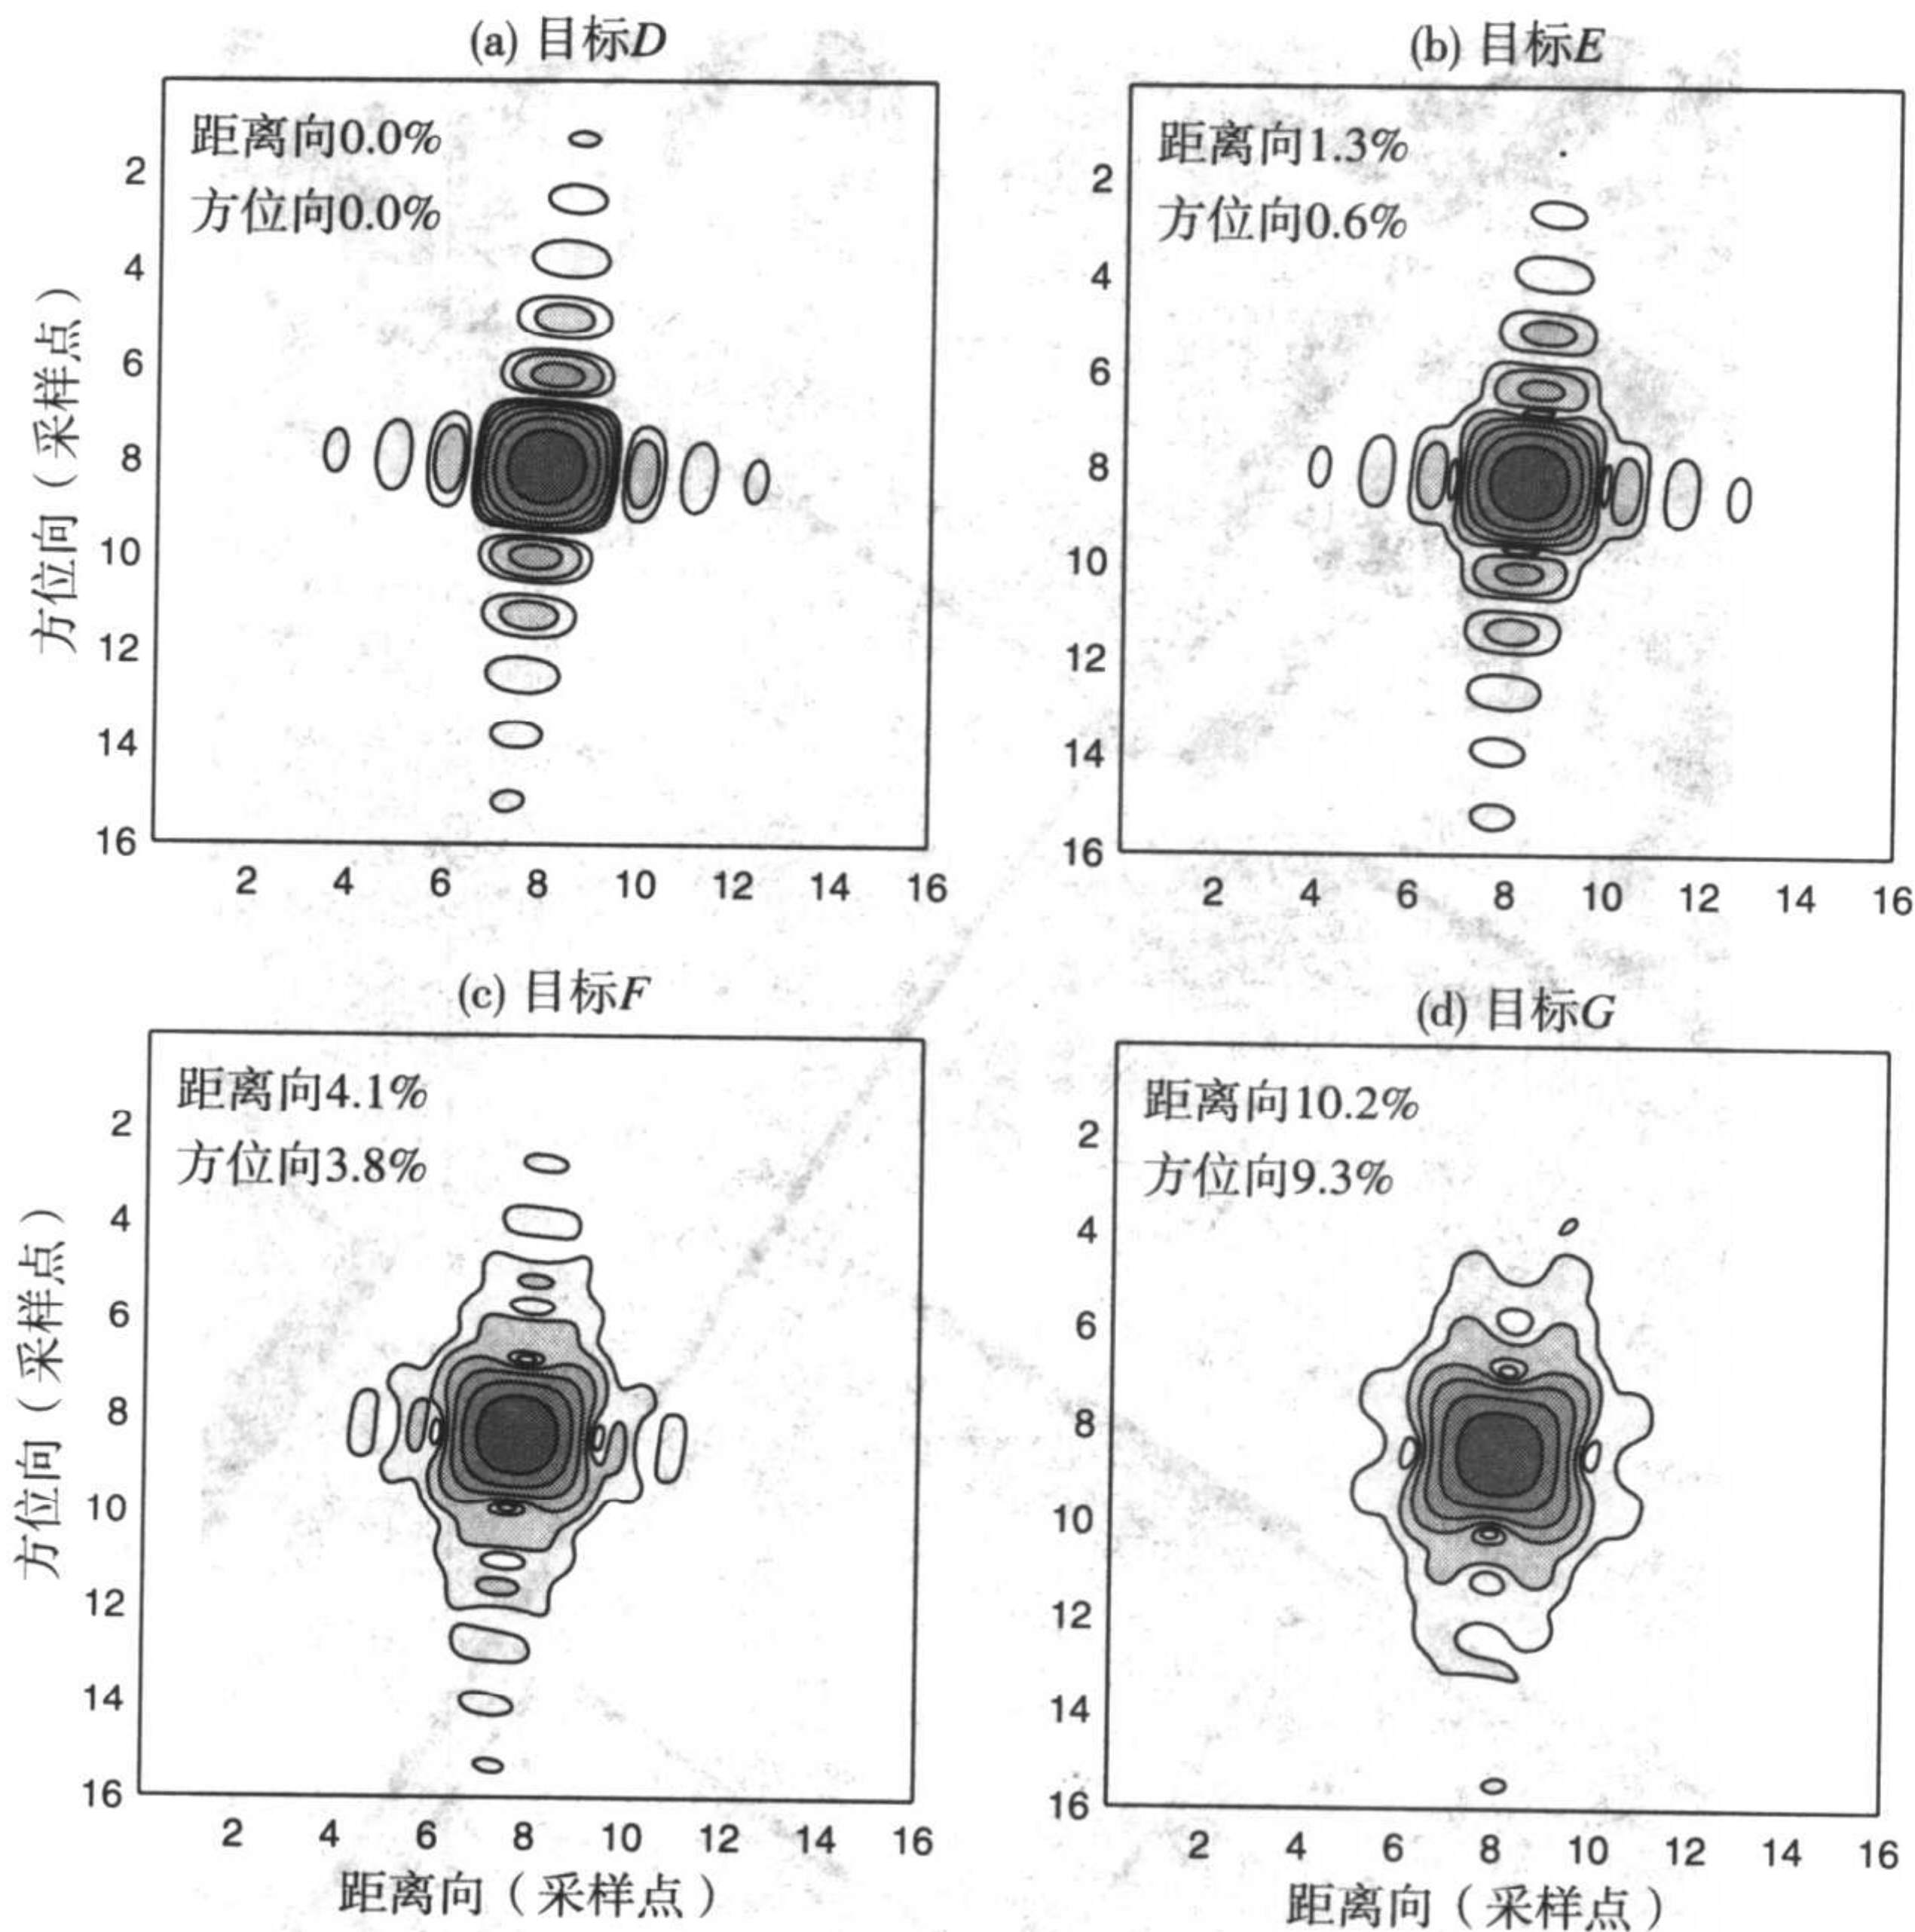 (a) 目标D
距离向0.0%
方位向0.0%
2
4
6
8
10
12
14
16
方位向（采样点）
2 4 6 8 10 12 14 16
(b) 目标E
距离向1.3%
方位向0.6%
2
4
6
8
10
12
14
16
2 4 6 8 10 12 14 16
(c) 目标F
距离向4.1%
方位向3.8%
2
4
6
8
10
12
14
16
方位向（采样点）
2 4 6 8 10 12 14 16
距离向（采样点）
(d) 目标G
距离向10.2%
方位向9.3%
2
4
6
8
10
12
14
16
2 4 6 8 10 12 14 16
距离向（采样点）